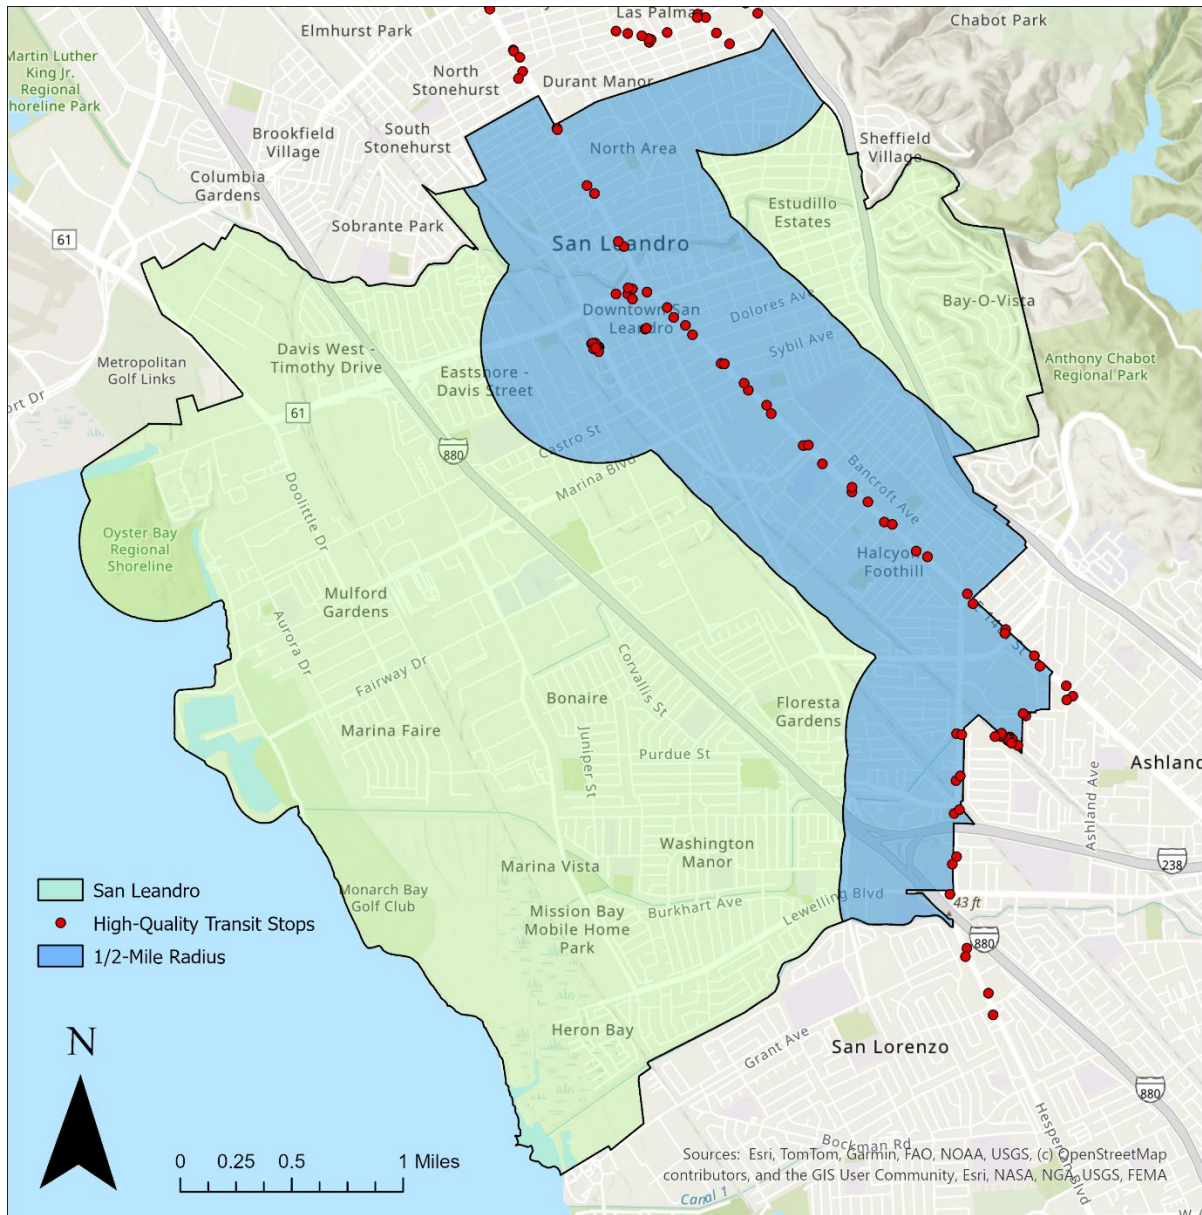 Las Palmas
Chabot Park
Elmhurst Park
Martin Luther
King Jr.
Regional
Shoreline Park
North
Stonehurst
Durant Manor
Brookfield
Village
South
Stonehurst
North Area
Sheffield
Village
Columbia
Gardens
Estudillo
Estates
Sobrante Park
61
San Leandro
Bay-O-Vista
Downtown San
Leandro
Dolores Ave
Sybil Ave
Metropolitan
Golf Links
Davis West -
Timothy Drive
Eastshore -
Davis Street
Anthony Chabot
Regional Park
ort Dr
61
880
Castro St
Marina Blvd
Bancroft Ave
Doolittle Dr
Oyster Bay
Regional
Shoreline
Halcyon
Foothill
Mulford
Gardens
Aurora Dr
Fairway Dr
Corvallis St
E 14th St
Bonaire
Floresta
Gardens
Marina Faire
Juniper St
Purdue St
Ashland
Ashland Ave
Washington
Manor
Marina Vista
238
San Leandro
High-Quality Transit Stops
1/2-Mile Radius
Monarch Bay
Golf Club
Burkhart Ave
Lewelling Blvd
43 ft
Mission Bay
Mobile Home
Park
880
Heron Bay
Grant Ave
San Lorenzo
N
880
Hesperian Blvd
0 0.25 0.5 1 Miles
Bockman Rd
Sources: Esri, TomTom, Garmin, FAO, NOAA, USGS, (c) OpenStreetMap
contributors, and the GIS User Community, Esri, NASA, NGA, USGS, FEMA
Canal 1